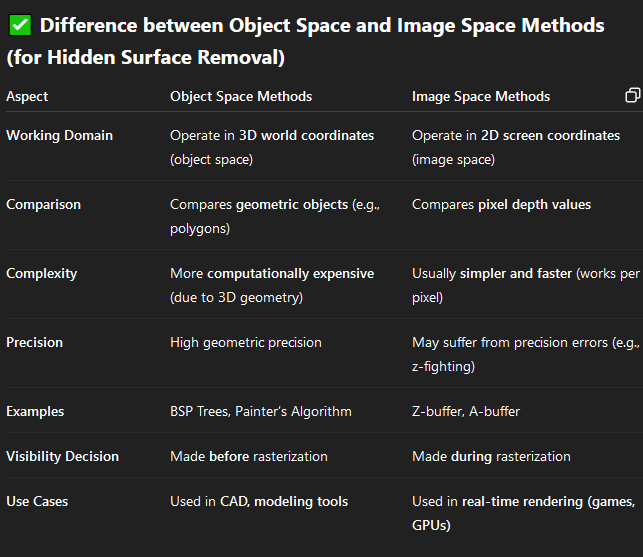 ✅ Difference between Object Space and Image Space Methods
(for Hidden Surface Removal)
Aspect Object Space Methods Image Space Methods
Working Domain Operate in 3D world coordinates Operate in 2D screen coordinates
(object space) (image space)
Comparison Compares geometric objects (e.g., Compares pixel depth values
polygons)
Complexity More computationally expensive Usually simpler and faster (works per
(due to 3D geometry) pixel)
Precision High geometric precision May suffer from precision errors (e.g.,
z-fighting)
Examples BSP Trees, Painter’s Algorithm Z-buffer, A-buffer
Visibility Decision Made before rasterization Made during rasterization
Use Cases Used in CAD, modeling tools Used in real-time rendering (games,
GPUs)